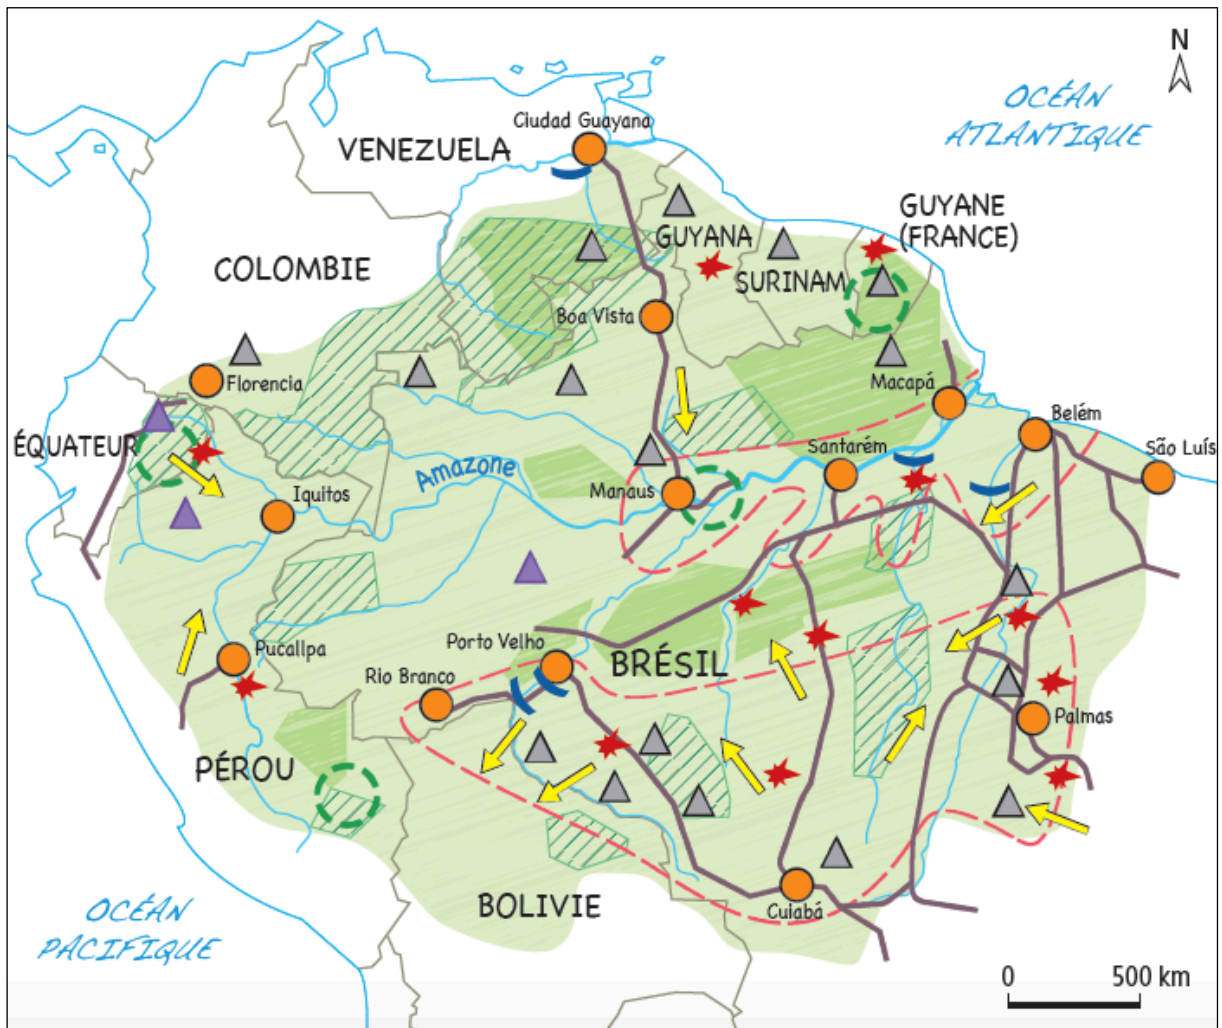 N
OCÉAN
ATLANTIQUE
Ciudad Guayana
VENEZUELA
GUYANE
(FRANCE)
GUYANA
COLOMBIE
SURINAM
Boa Vista
Florencia
Macapá
Belém
ÉQUATEUR
Santarém
São Luís
Amazone
Iquitos
Manaus
Porto Velho
Pucallpa
BRÉSIL
Rio Branco
Palmas
PÉROU
BOLIVIE
Cuiabá
OCÉAN
PACIFIQUE
0 500 km